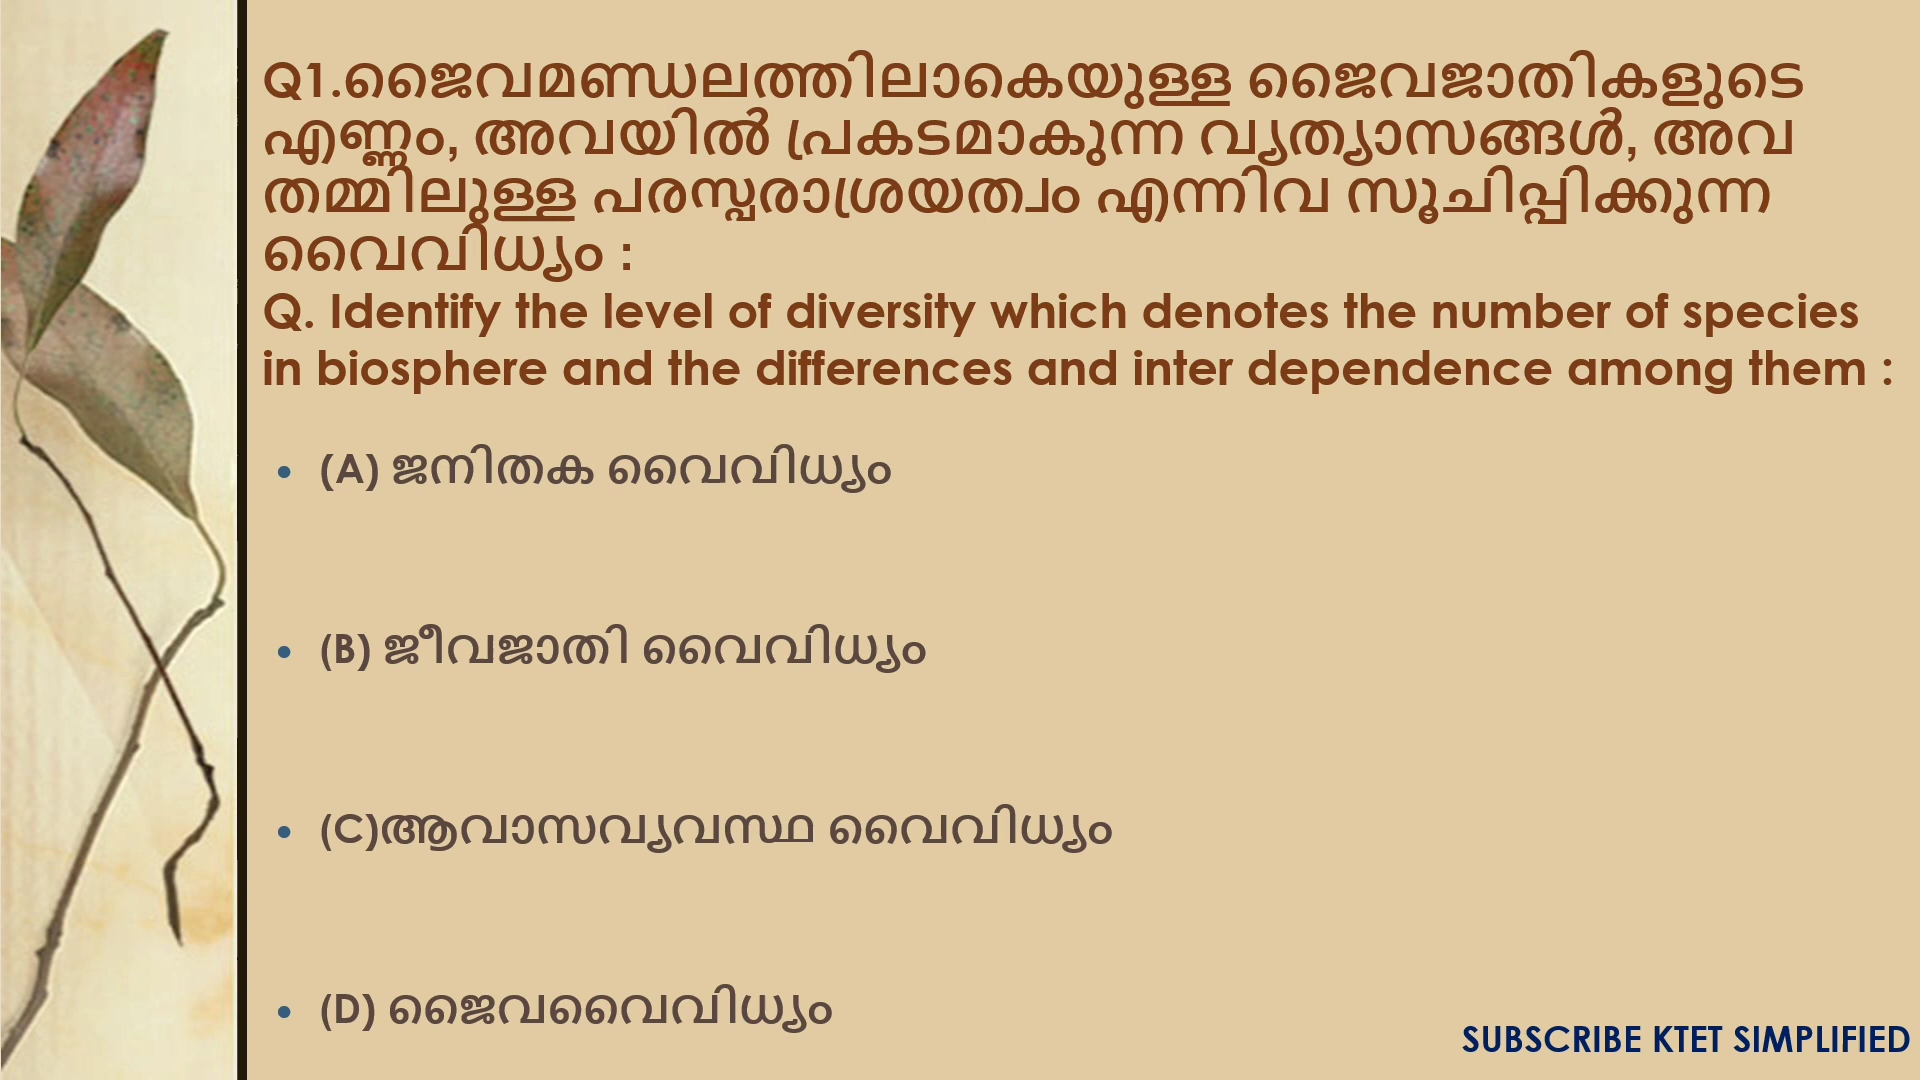 Q1.ജൈവമണ്ഡലത്തിലാകെയുള്ള ജൈവജാതികളുടെ
എണ്ണം, അവയിൽ പ്രകടമാകുന്ന വ്യത്യാസങ്ങൾ, അവ
തമ്മിലുള്ള പരസ്പരാശ്രയത്വം എന്നിവ സൂചിപ്പിക്കുന്ന
വൈവിധ്യം :
Q. Identify the level of diversity which denotes the number of species
in biosphere and the differences and inter dependence among them :
• (A) ജനിതക വൈവിധ്യം
• (B) ജീവജാതി വൈവിധ്യം
• (C)ആവാസവ്യവസ്ഥ വൈവിധ്യം
• (D) ജൈവവൈവിധ്യം
SUBSCRIBE KTET SIMPLIFIED